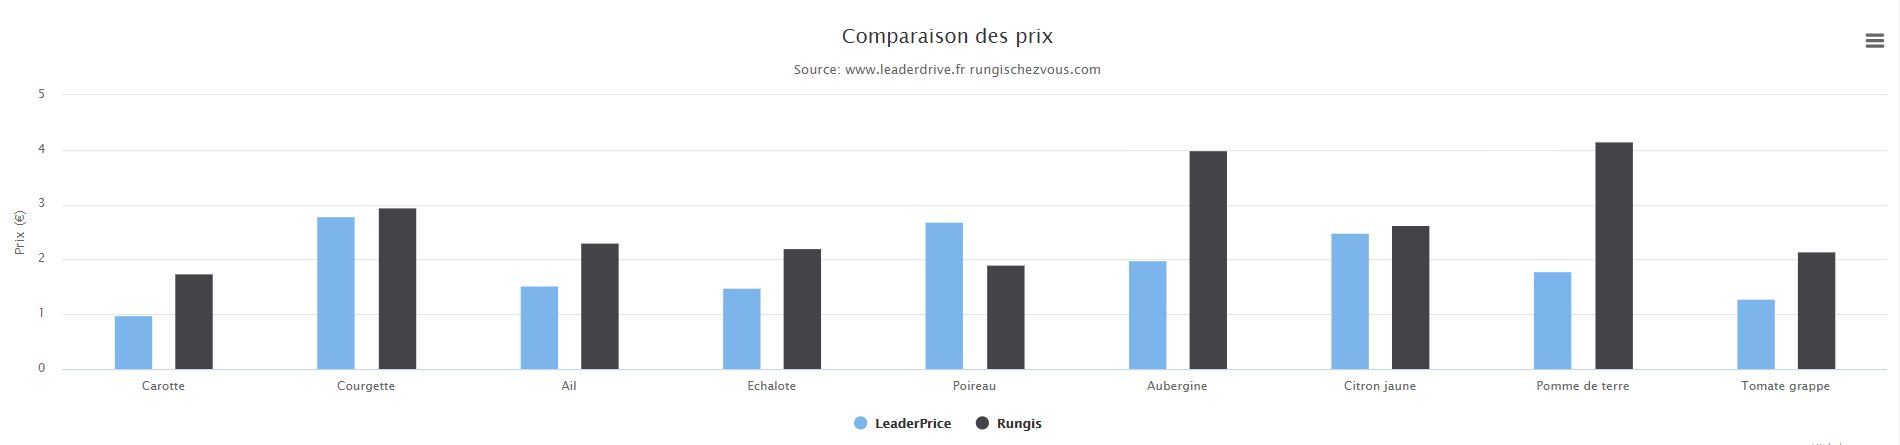 Comparaison des prix
Source: www.leaderdrive.fr rungischezvous.com
Prix (€)
5
4
3
2
1
0
Carotte Courgette Ail Echalote Poireau Aubergine Citron jaune Pomme de terre Tomate grappe
LeaderPrice Rungis